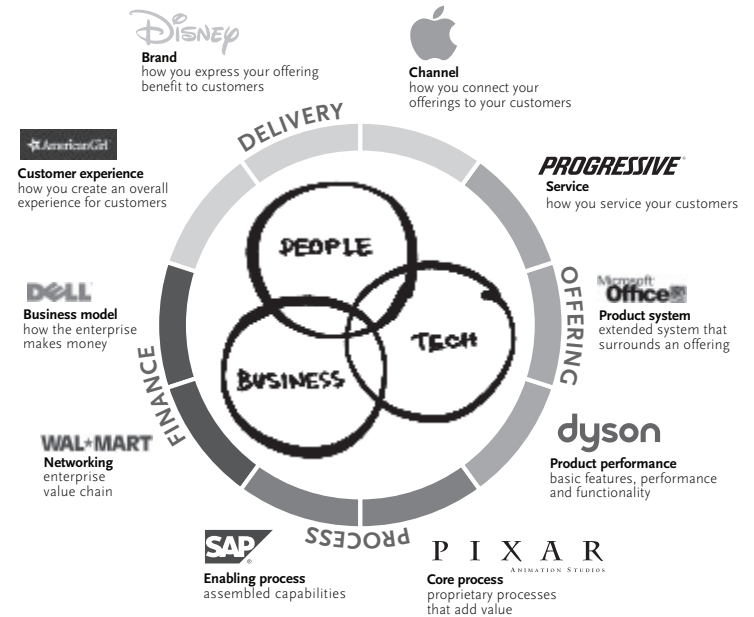 Disney
Brand
how you express your offering
benefit to customers
Channel
how you connect your
offerings to your customers
DELIVERY
American Girl
Customer experience
how you create an overall
experience for customers
PROGRESSIVE
Service
how you service your customers
PEOPLE
TECH
BUSINESS
OFFERING
DELL
Business model
how the enterprise
makes money
Microsoft
Office
Product system
extended system that
surrounds an offering
FINANCE
WAL★MART
Networking
enterprise
value chain
dyson
Product performance
basic features, performance
and functionality
PROCESS
SAP
Enabling process
assembled capabilities
PIXAR
ANIMATION STUDIOS
Core process
proprietary processes
that add value